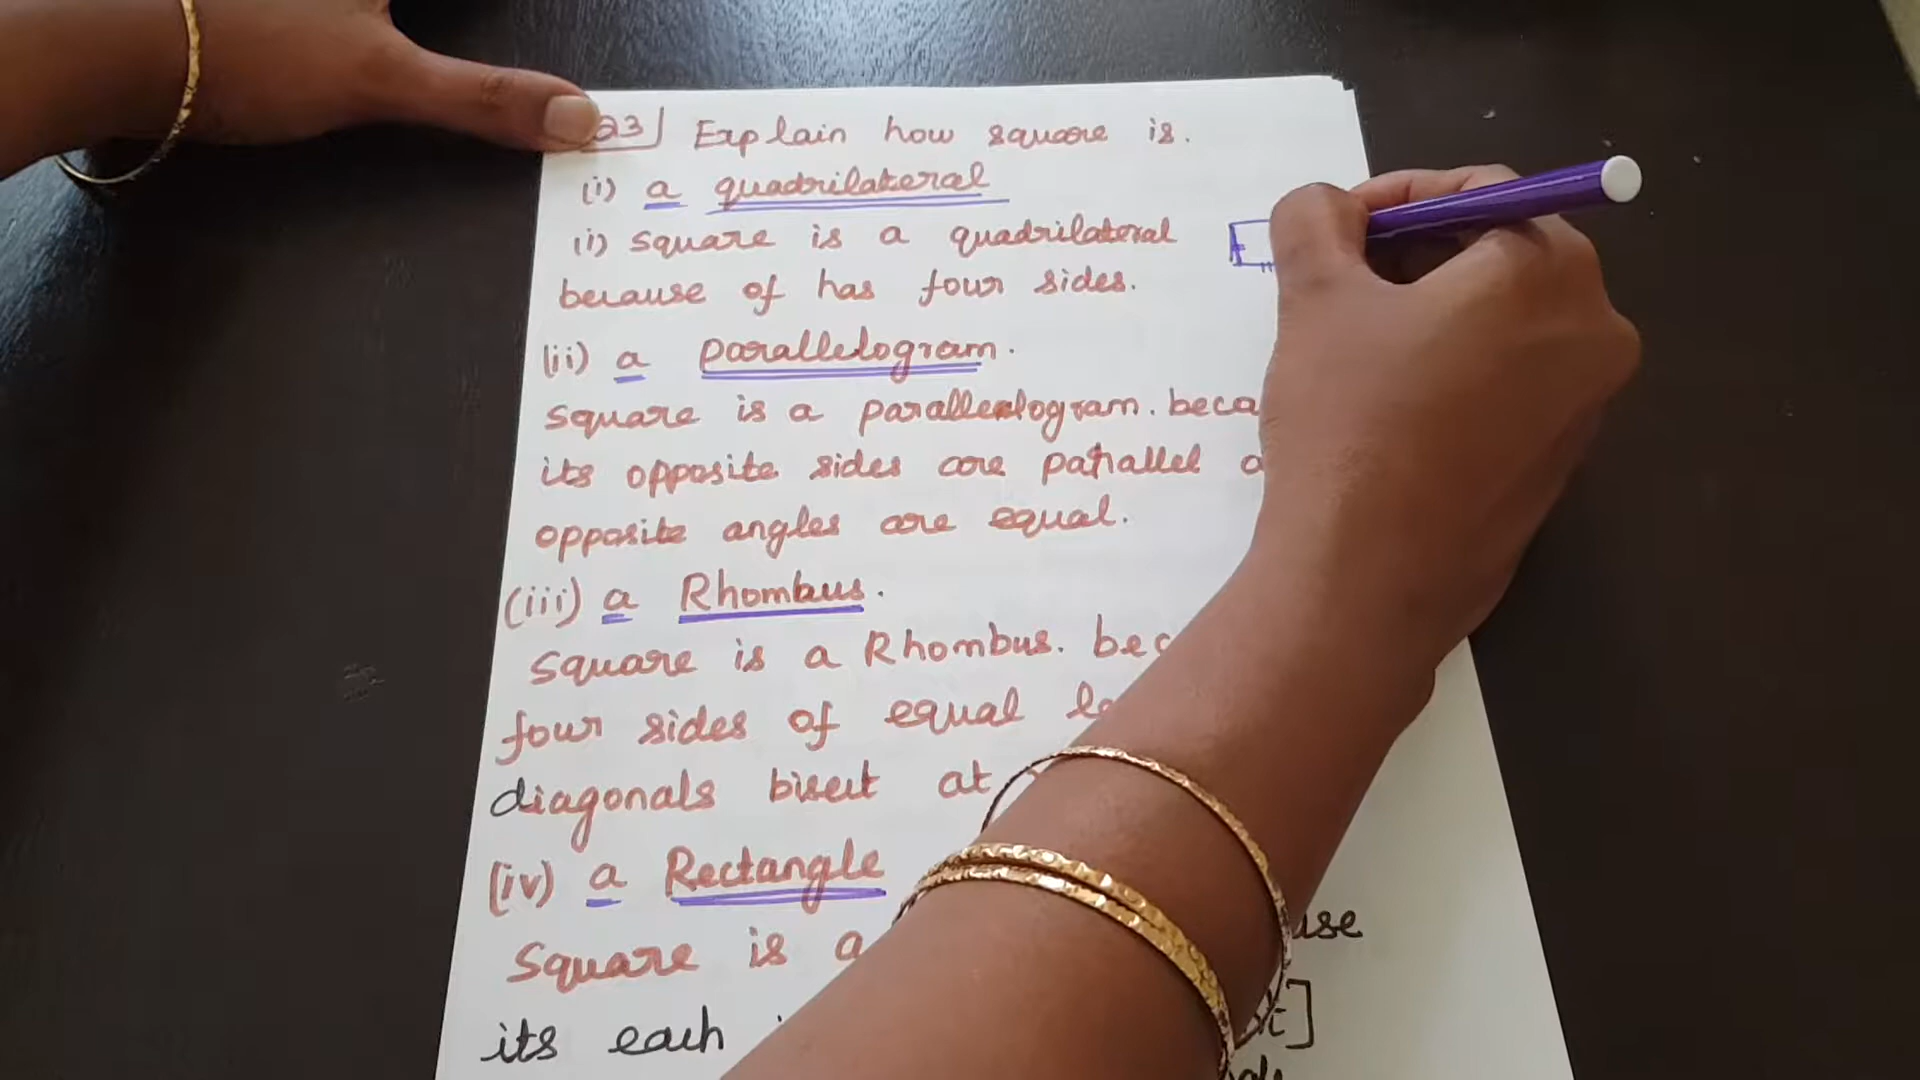 23 Explain how square is.
(i) a quadrilateral
(i) Square is a quadrilateral
because of has four sides.
(ii) a parallelogram.
Square is a parallelogram. beca
its opposite sides are parallel
opposite angles are equal.
(iii) a Rhombus.
Square is a Rhombus. bec
four sides of equal le
diagonals bisect at
(iv) a Rectangle
Square is a use
its each